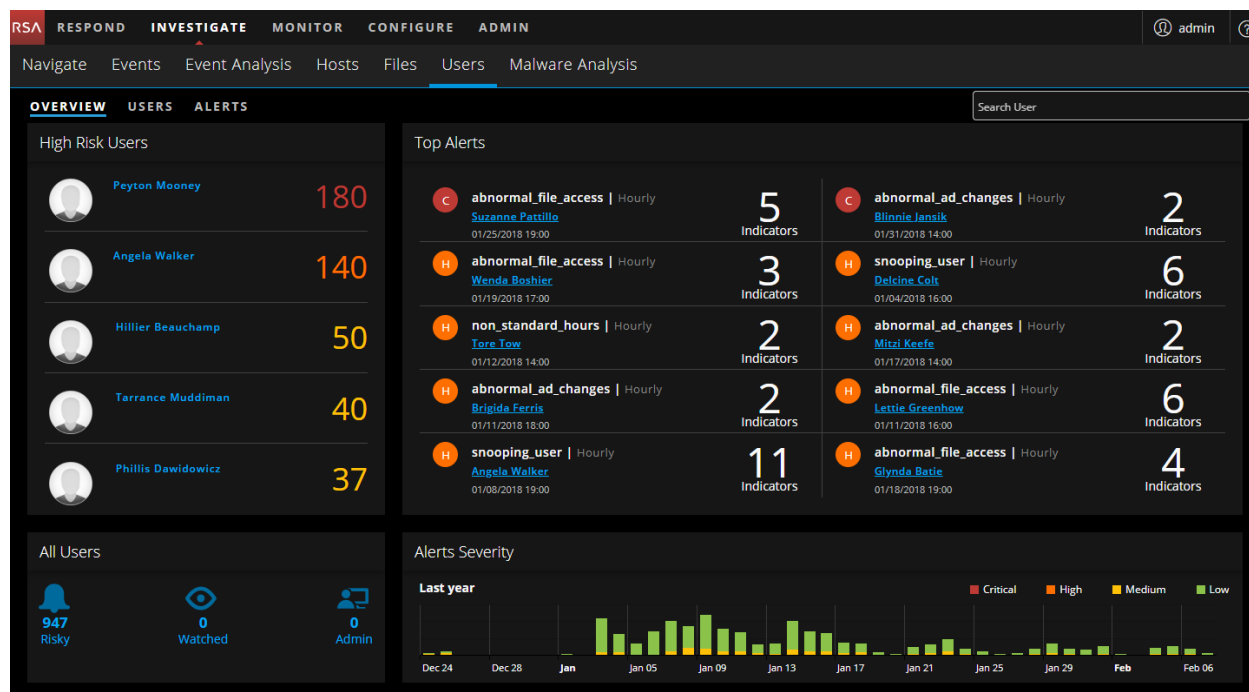 RSA RESPOND INVESTIGATE MONITOR CONFIGURE ADMIN admin ?
Navigate Events Event Analysis Hosts Files Users Malware Analysis
OVERVIEW USERS ALERTS Search User
High Risk Users
Peyton Mooney 180
Angela Walker 140
Hillier Beauchamp 50
Tarrance Muddiman 40
Phillis Dawidowicz 37
Top Alerts
C abnormal_file_access | Hourly
Suzanne Pattillo
01/25/2018 19:00
5
Indicators
C abnormal_ad_changes | Hourly
Blinnie Jansik
01/31/2018 14:00
2
Indicators
H abnormal_file_access | Hourly
Wenda Boshier
01/19/2018 17:00
3
Indicators
H snooping_user | Hourly
Delcine Colt
01/04/2018 16:00
6
Indicators
H non_standard_hours | Hourly
Tore Tow
01/12/2018 14:00
2
Indicators
H abnormal_ad_changes | Hourly
Mitzi Keefe
01/17/2018 14:00
2
Indicators
H abnormal_ad_changes | Hourly
Brigida Ferris
01/11/2018 18:00
2
Indicators
H abnormal_file_access | Hourly
Lettie Greenhow
01/11/2018 16:00
6
Indicators
H snooping_user | Hourly
Angela Walker
01/08/2018 19:00
11
Indicators
H abnormal_file_access | Hourly
Glynda Batie
01/18/2018 19:00
4
Indicators
All Users
947 0 0
Risky Watched Admin
Alerts Severity
Last year Critical High Medium Low
Dec 24 Dec 28 Jan Jan 05 Jan 09 Jan 13 Jan 17 Jan 21 Jan 25 Jan 29 Feb Feb 06